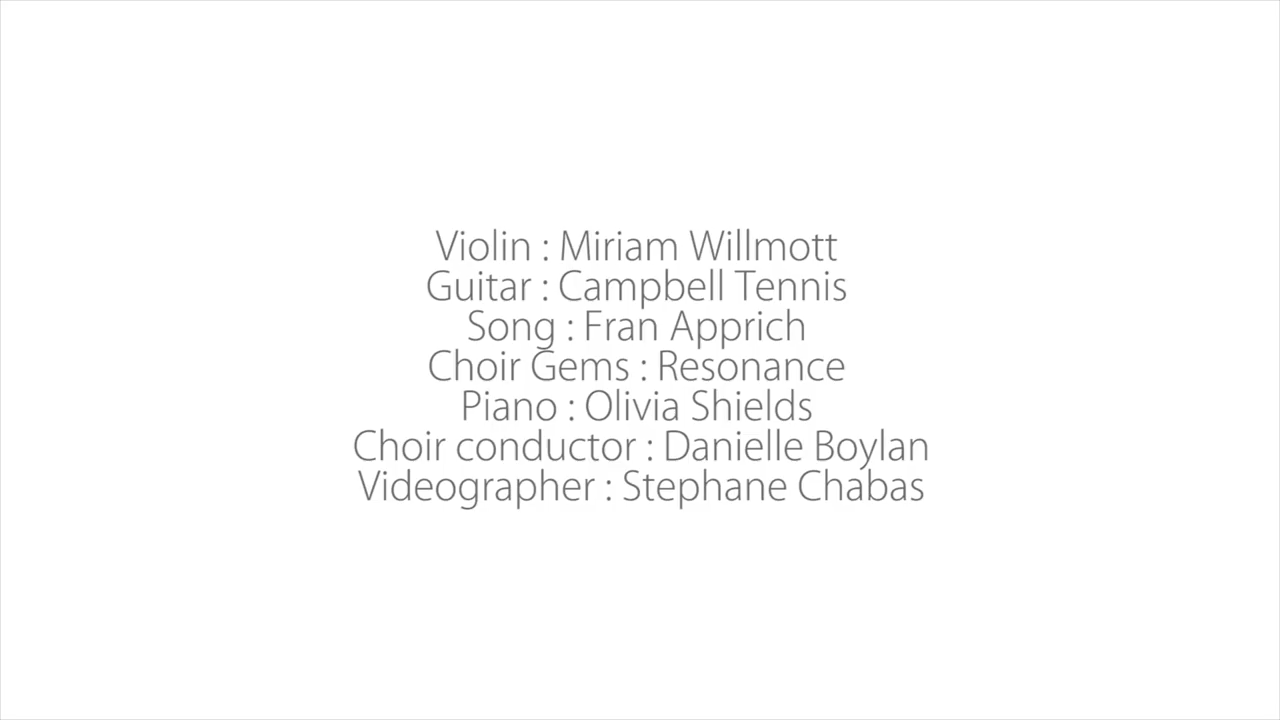 Violin : Miriam Willmott
Guitar : Campbell Tennis
Song : Fran Apprich
Choir Gems : Resonance
Piano : Olivia Shields
Choir conductor : Danielle Boylan
Videographer : Stephane Chabas